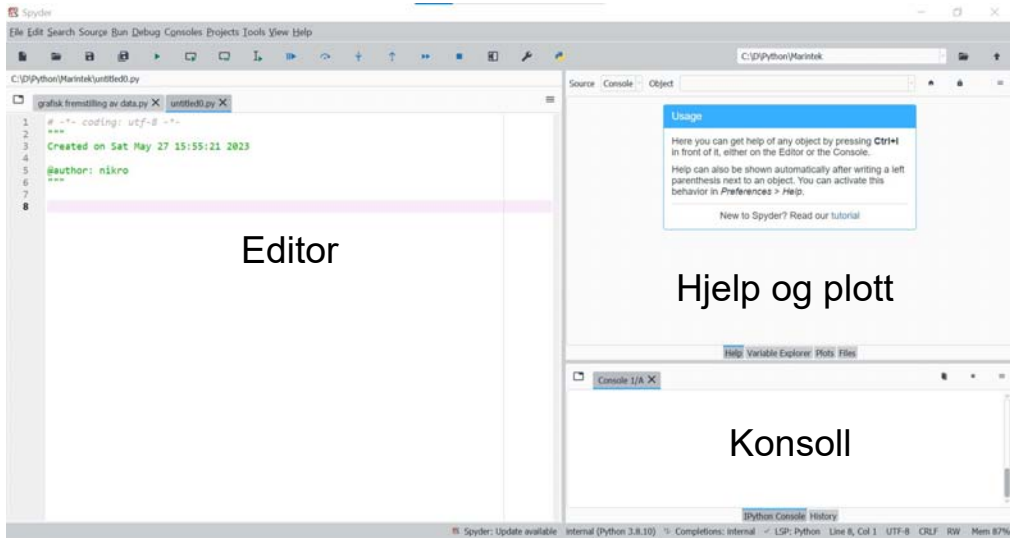 Spyder
File Edit Search Source Run Debug Consoles Projects Tools View Help
C:\D\Python\Marintek
C:\D\Python\Marintek\untitled0.py
grafisk fremstilling av data.py X untitled0.py X
1 # -*- coding: utf-8 -*-
2 """
3 Created on Sat May 27 15:55:21 2023
4
5 @author: nikro
6 """
7
8
Editor
Source Console Object
Usage
Here you can get help of any object by pressing Ctrl+I
in front of it, either on the Editor or the Console.
Help can also be shown automatically after writing a left
parenthesis next to an object. You can activate this
behavior in Preferences > Help.
New to Spyder? Read our tutorial
Hjelp og plott
Help Variable Explorer Plots Files
Console 1/A X
Konsoll
IPython Console History
Spyder: Update available internal (Python 3.8.10) Completions: internal LSP: Python Line 8, Col 1 UTF-8 CRLF RW Mem 87%